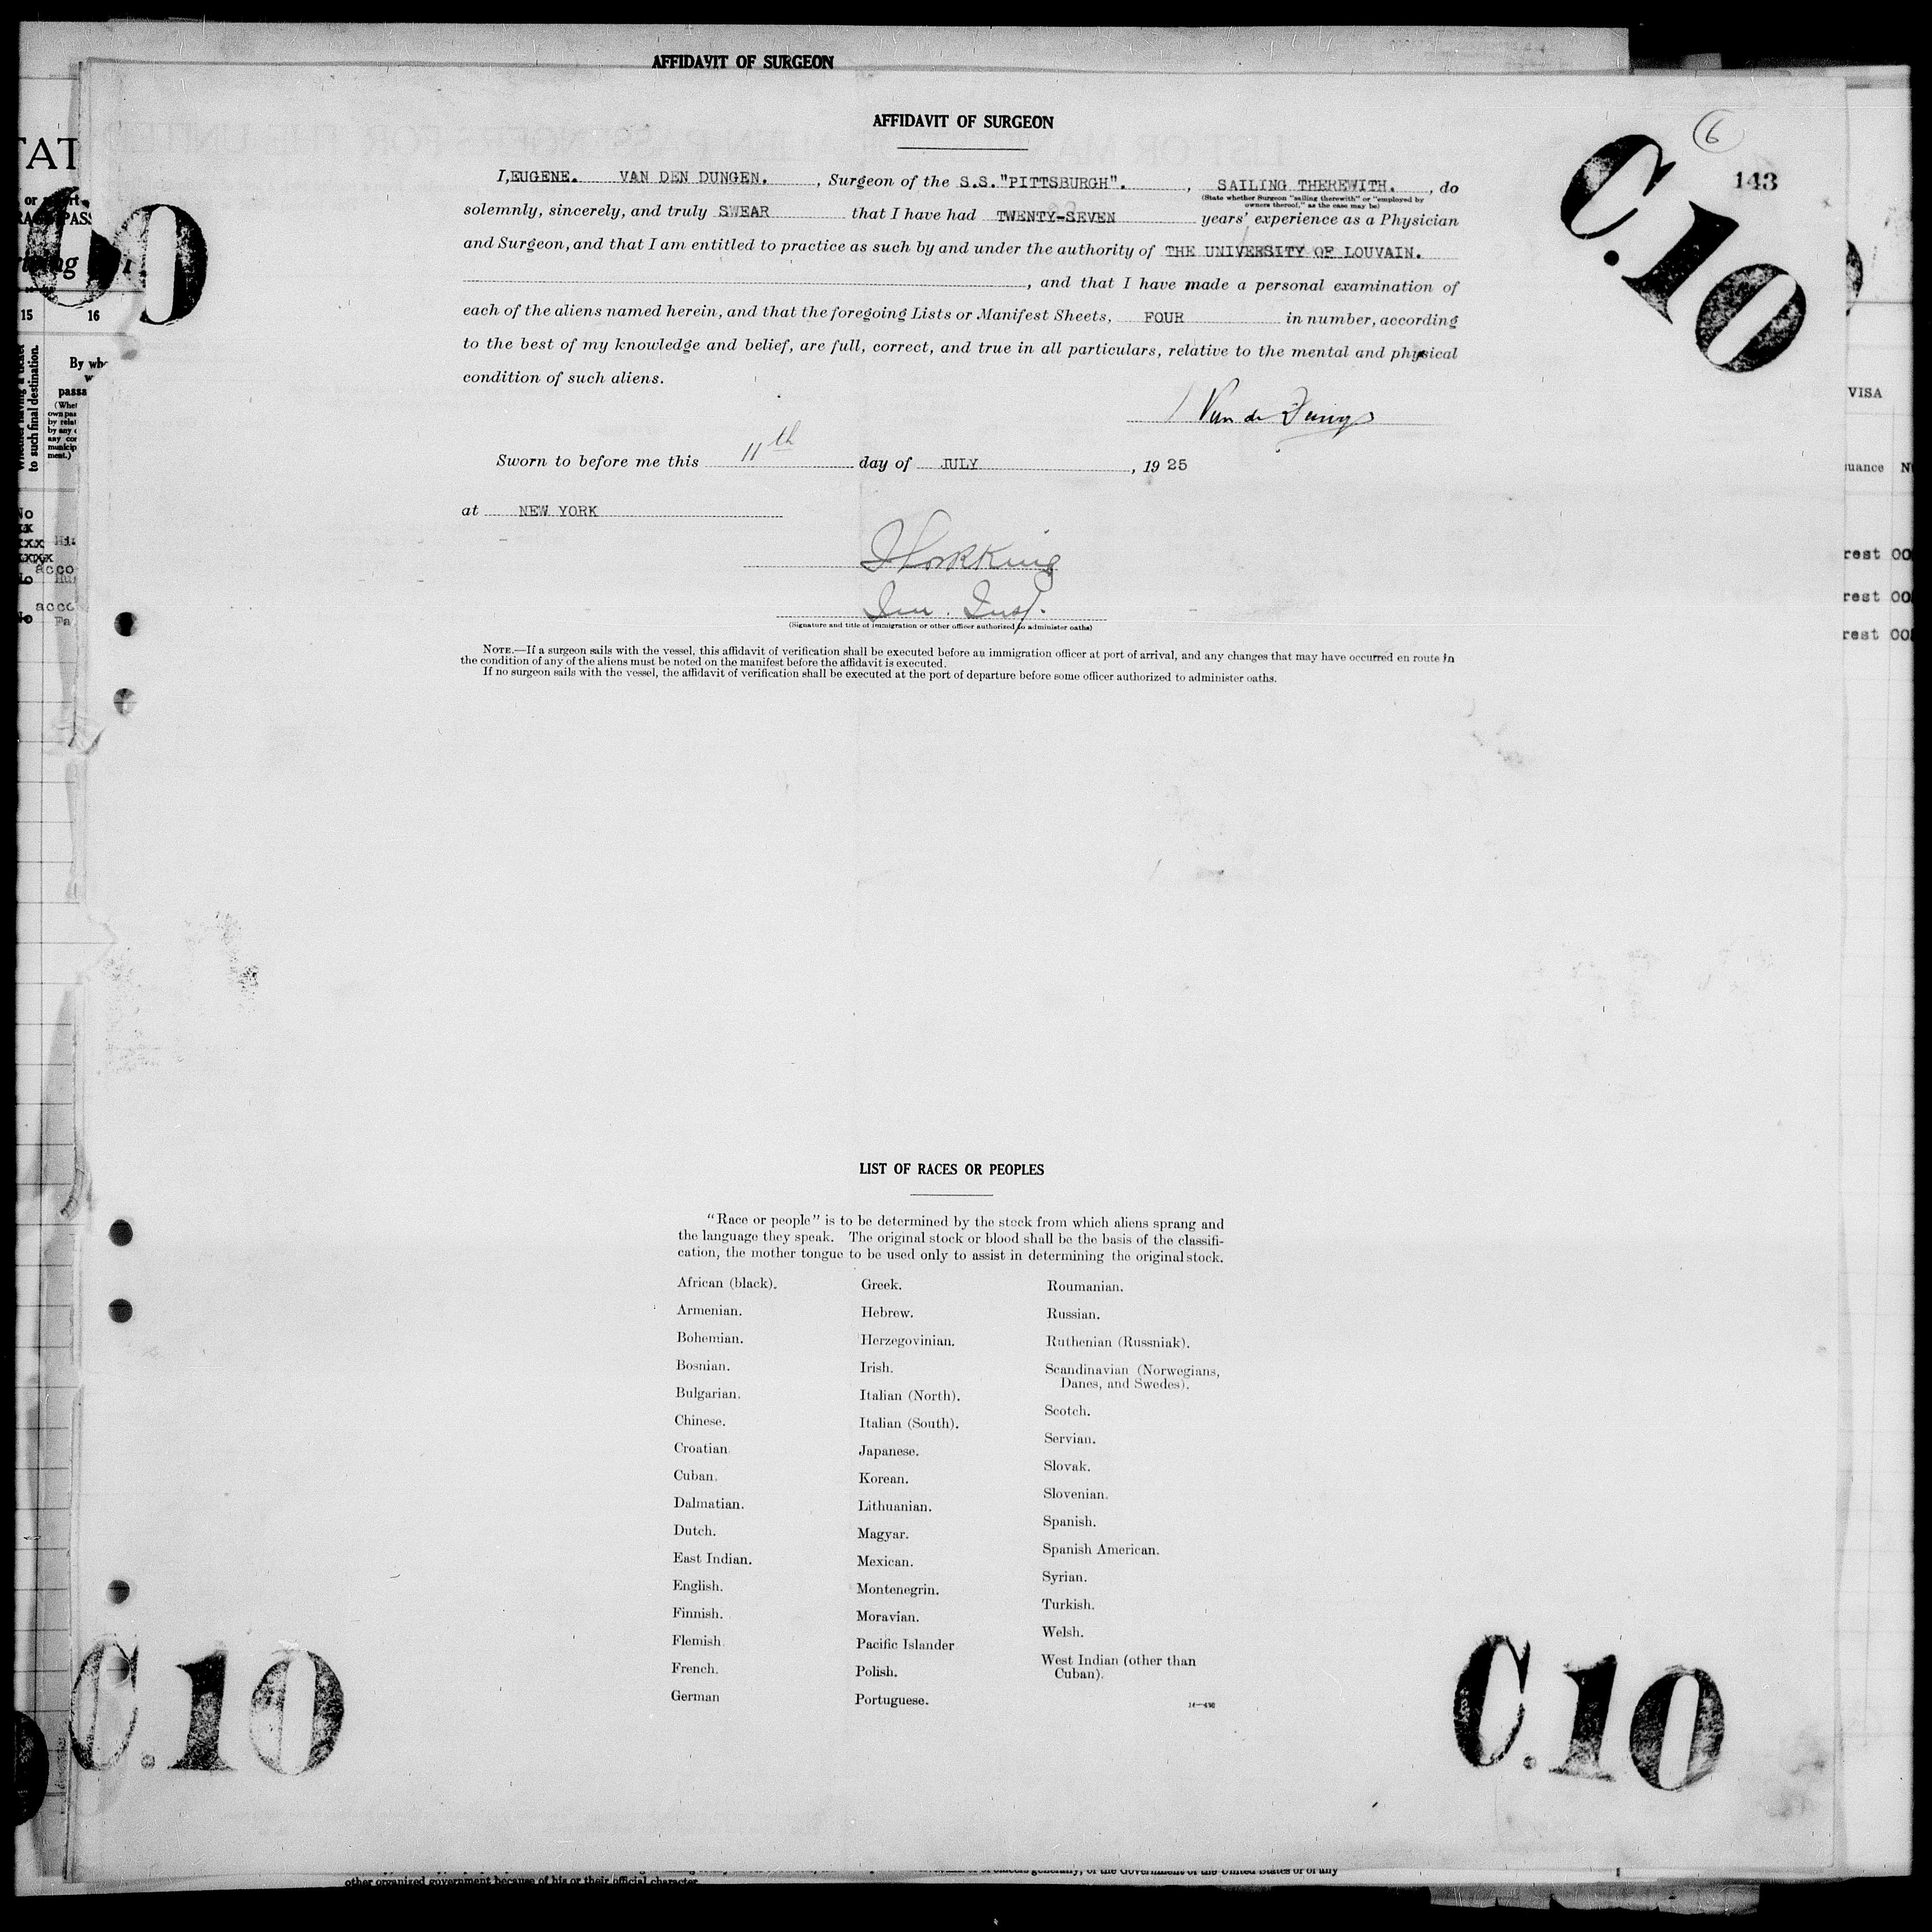 AFFIDAVIT OF SURGEON
AFFIDAVIT OF SURGEON
6
143
C.10
I, EUGENE. VAN DEN DUNGEN. , Surgeon of the S.S."PITTSBURGH". , SAILING THEREWITH. , do
(State whether Surgeon "sailing therewith" or "employed by
owners thereof," as the case may be)
solemnly, sincerely, and truly SWEAR that I have had TWENTY-SEVEN years' experience as a Physician
and Surgeon, and that I am entitled to practice as such by and under the authority of THE UNIVERSITY OF LOUVAIN.
, and that I have made a personal examination of
each of the aliens named herein, and that the foregoing Lists or Manifest Sheets, FOUR in number, according
to the best of my knowledge and belief, are full, correct, and true in all particulars, relative to the mental and physical
condition of such aliens.
Sworn to before me this 11th day of JULY , 19 25
at NEW YORK
Imm. Insp.
(Signature and title of immigration or other officer authorized to administer oaths)
NOTE.—If a surgeon sails with the vessel, this affidavit of verification shall be executed before an immigration officer at port of arrival, and any changes that may have occurred en route in
the condition of any of the aliens must be noted on the manifest before the affidavit is executed.
If no surgeon sails with the vessel, the affidavit of verification shall be executed at the port of departure before some officer authorized to administer oaths.
LIST OF RACES OR PEOPLES
"Race or people" is to be determined by the stock from which aliens sprang and
the language they speak. The original stock or blood shall be the basis of the classifi-
cation, the mother tongue to be used only to assist in determining the original stock.
African (black).
Armenian.
Bohemian.
Bosnian.
Bulgarian.
Chinese.
Croatian
Cuban.
Dalmatian.
Dutch.
East Indian.
English.
Finnish.
Flemish
French.
German
Greek.
Hebrew.
Herzegovinian.
Irish.
Italian (North).
Italian (South).
Japanese.
Korean.
Lithuanian.
Magyar.
Mexican.
Montenegrin.
Moravian.
Pacific Islander
Polish.
Portuguese.
Roumanian.
Russian.
Ruthenian (Russniak).
Scandinavian (Norwegians,
Danes, and Swedes).
Scotch.
Servian.
Slovak.
Slovenian.
Spanish.
Spanish American.
Syrian.
Turkish.
Welsh.
West Indian (other than
Cuban).
C.10
C.10
15 16
to such final destination.
VISA
rest 00
rest 00
rest 00
other organized government because of his or their official character